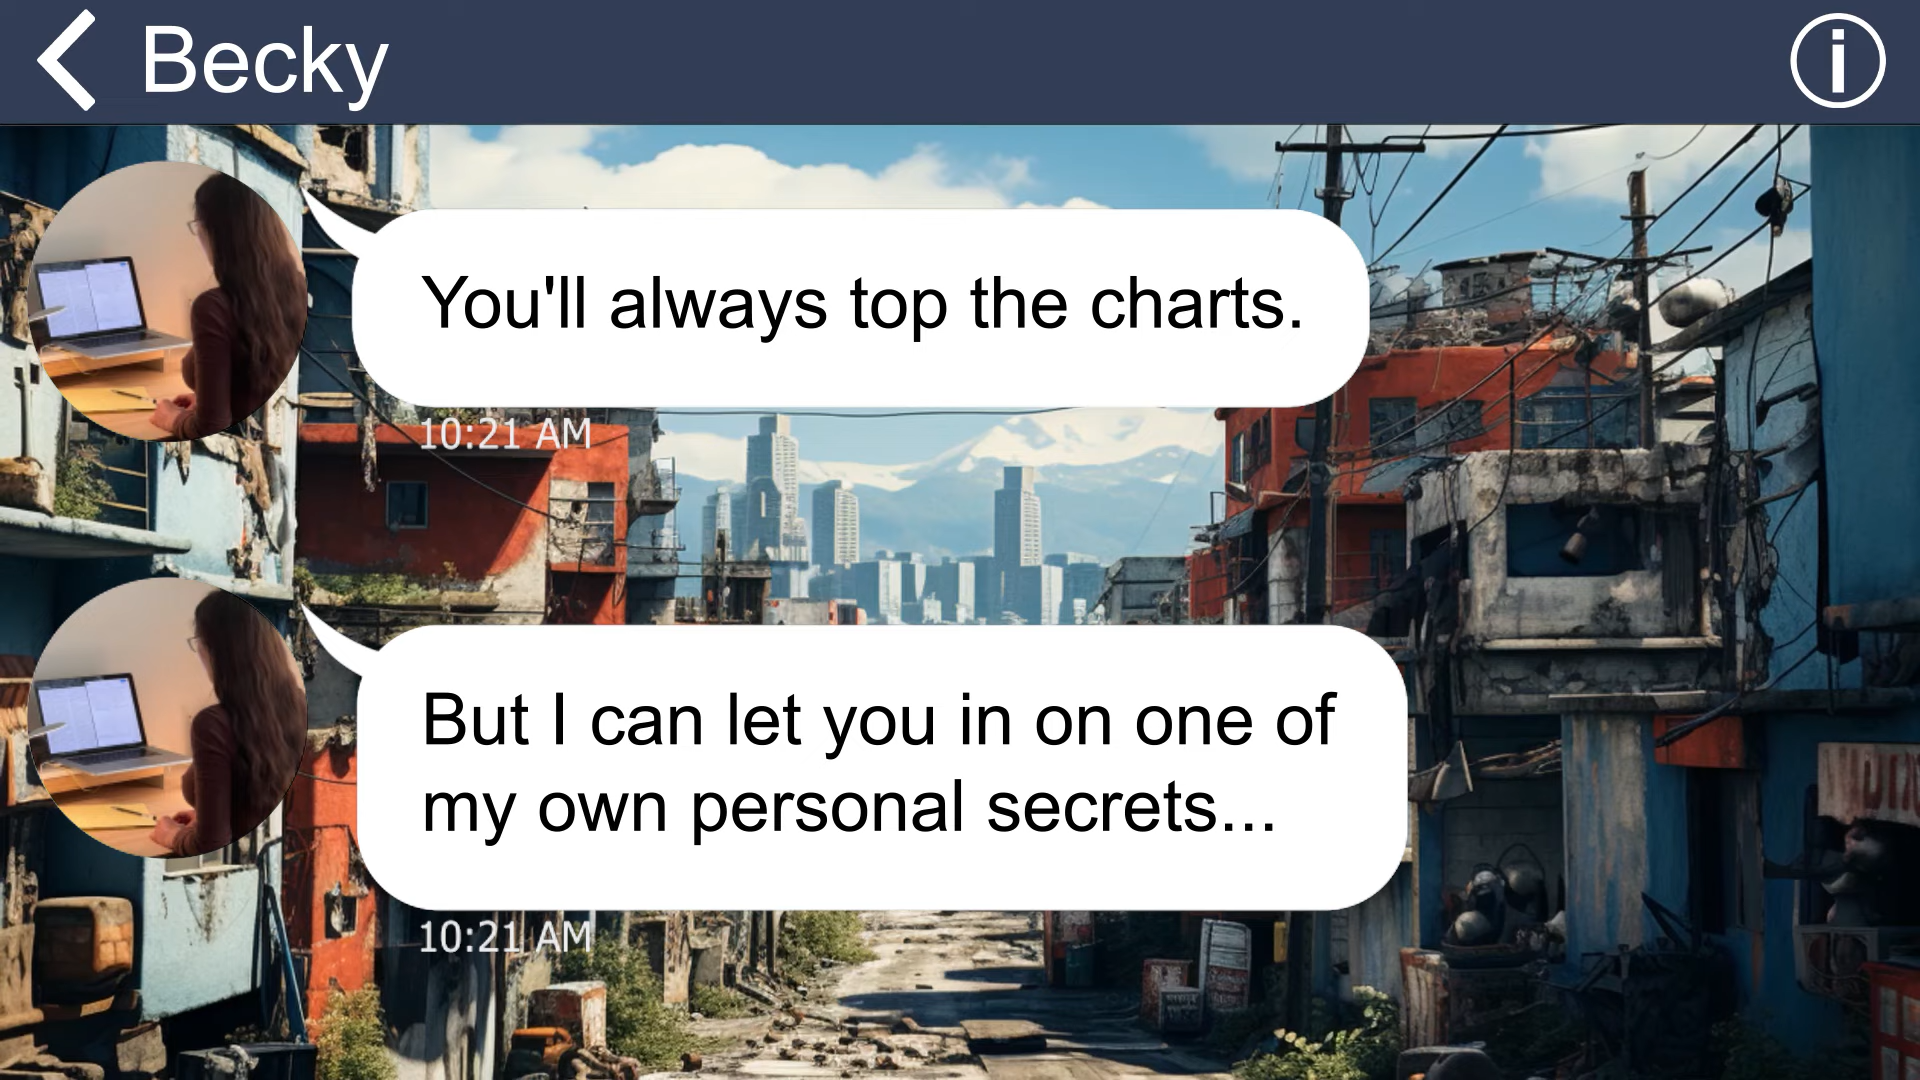 Becky
You'll always top the charts.
10:21 AM
But I can let you in on one of
my own personal secrets...
10:21 AM